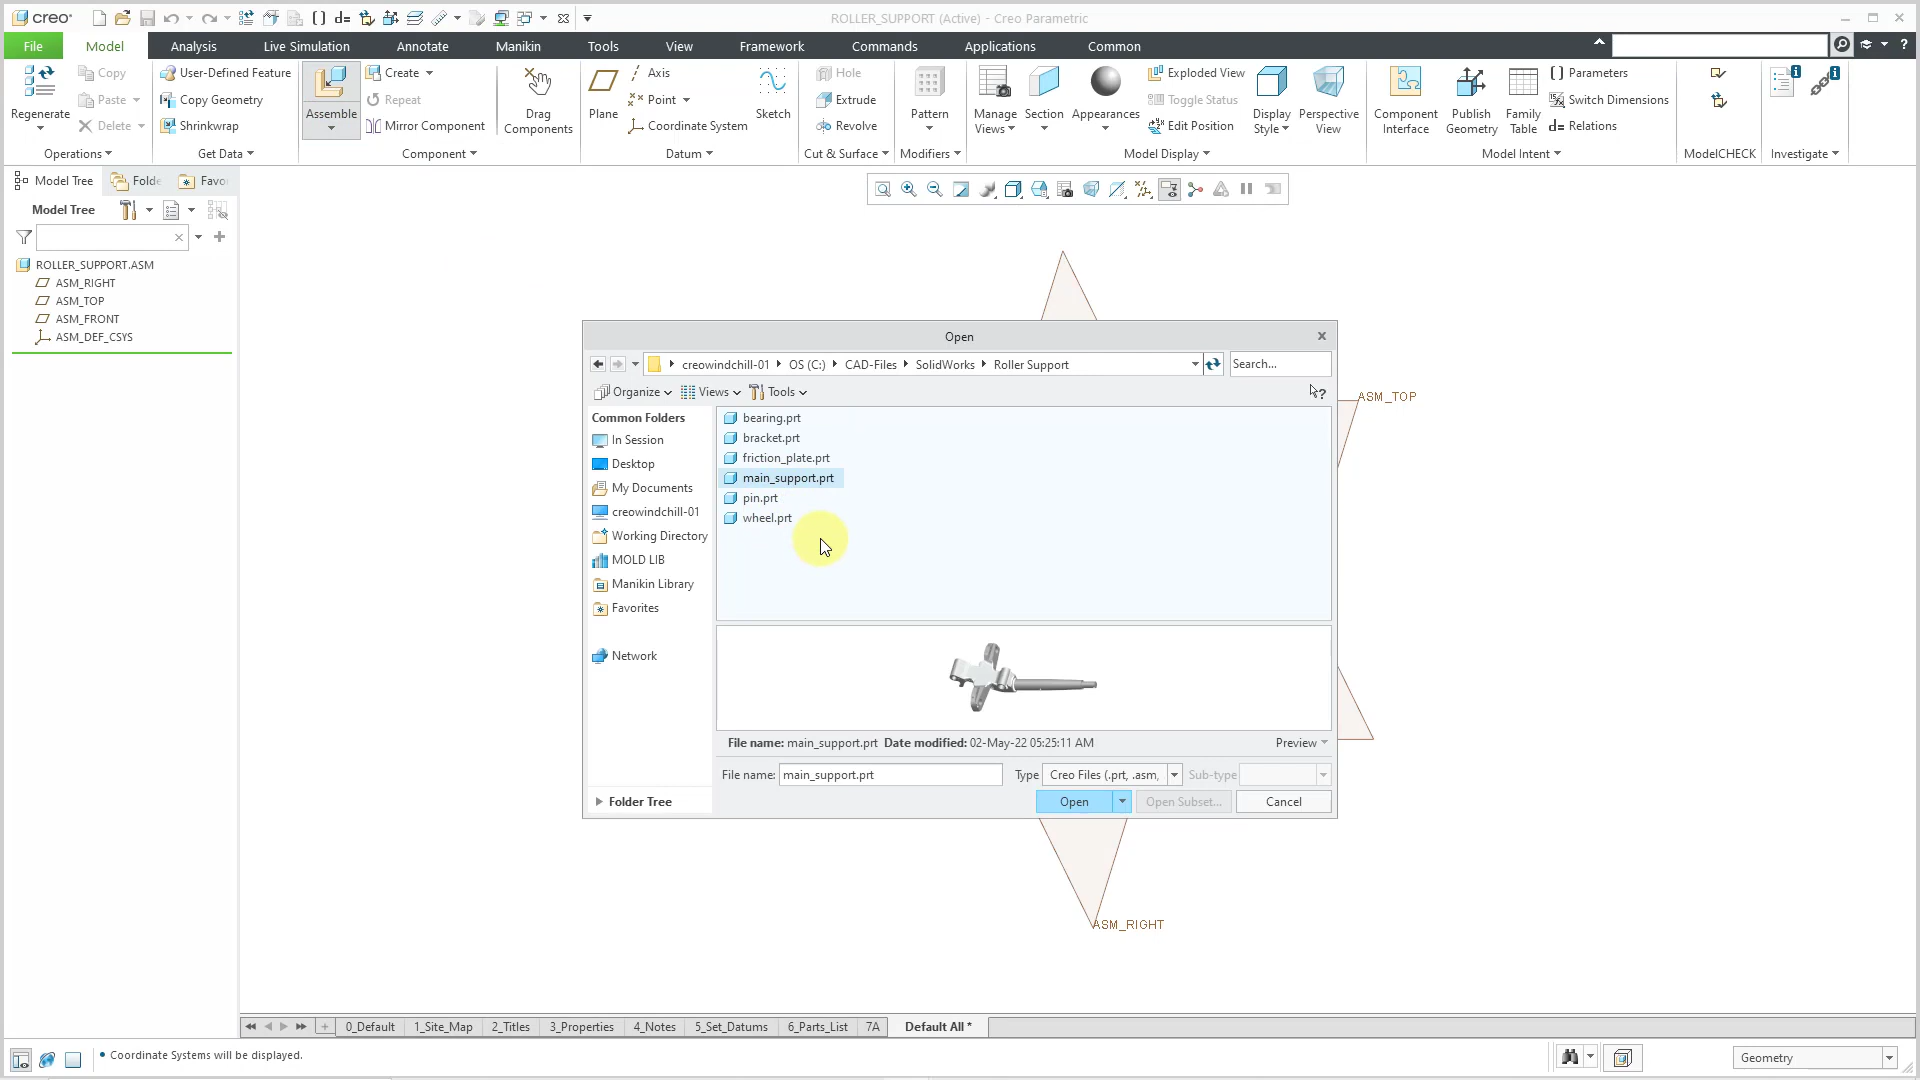 creo
ROLLER_SUPPORT (Active) - Creo Parametric
File
Model
Analysis
Live Simulation
Annotate
Manikin
Tools
View
Framework
Commands
Applications
Common
Regenerate
Copy
Paste
Delete
User-Defined Feature
Copy Geometry
Shrinkwrap
Assemble
Create
Repeat
Mirror Component
Drag
Components
Plane
Axis
Point
Coordinate System
Sketch
Hole
Extrude
Revolve
Pattern
Manage
Views
Section
Appearances
Exploded View
Toggle Status
Edit Position
Display
Style
Perspective
View
Component
Interface
Publish
Geometry
Family
Table
Parameters
Switch Dimensions
d= Relations
Operations
Get Data
Component
Datum
Cut & Surface
Modifiers
Model Display
Model Intent
ModelCHECK
Investigate
Model Tree
Folde
Favor
Model Tree
ROLLER_SUPPORT.ASM
ASM_RIGHT
ASM_TOP
ASM_FRONT
ASM_DEF_CSYS
Open
creowindchill-01
OS (C:)
CAD-Files
SolidWorks
Roller Support
Search...
Organize
Views
Tools
Common Folders
In Session
Desktop
My Documents
creowindchill-01
Working Directory
MOLD LIB
Manikin Library
Favorites
Network
Folder Tree
bearing.prt
bracket.prt
friction_plate.prt
main_support.prt
pin.prt
wheel.prt
File name: main_support.prt Date modified: 02-May-22 05:25:11 AM
Preview
File name: main_support.prt
Type Creo Files (.prt, .asm,
Sub-type
Open
Open Subset...
Cancel
ASM_TOP
ASM_RIGHT
0_Default
1_Site_Map
2_Titles
3_Properties
4_Notes
5_Set_Datums
6_Parts_List
7A
Default All *
Coordinate Systems will be displayed.
Geometry